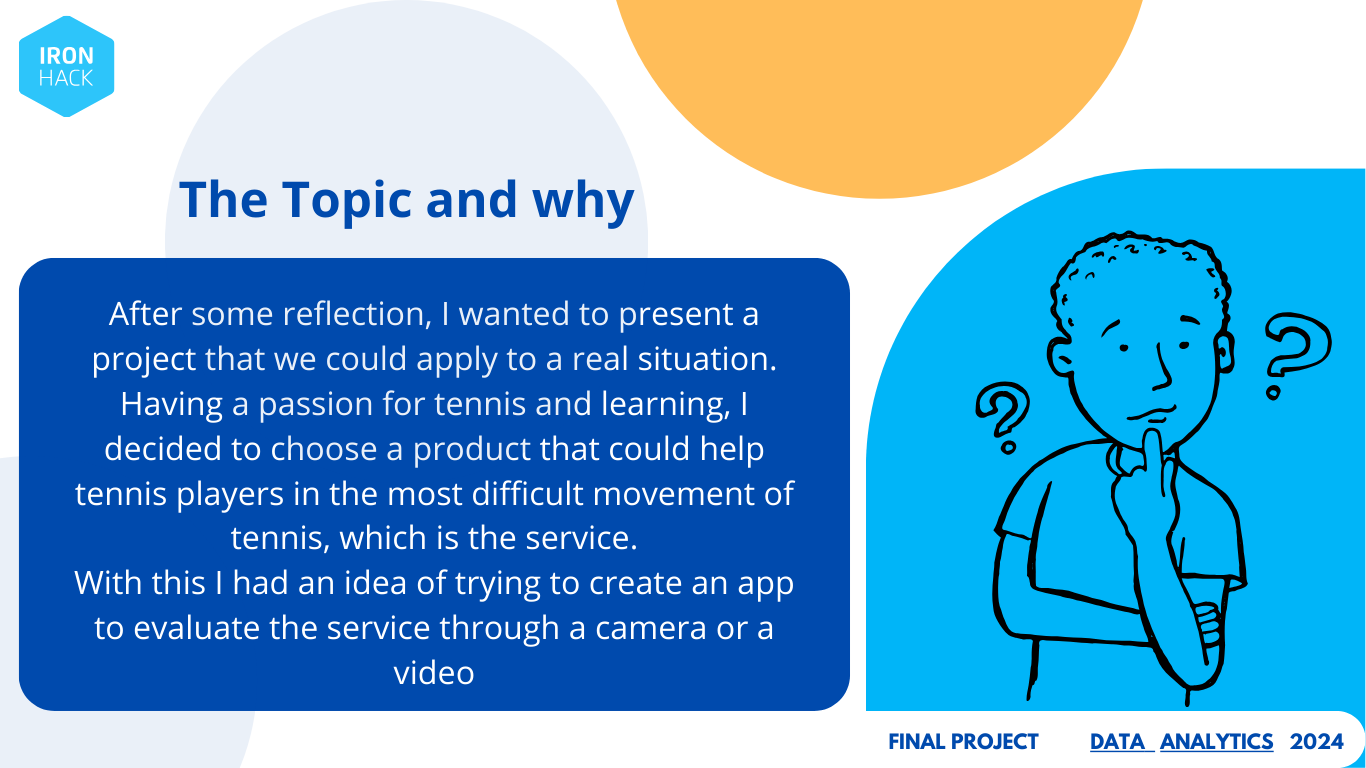 IRON
HACK
The Topic and why
After some reflection, I wanted to present a
project that we could apply to a real situation.
Having a passion for tennis and learning, I
decided to choose a product that could help
tennis players in the most difficult movement of
tennis, which is the service.
With this I had an idea of trying to create an app
to evaluate the service through a camera or a
video
? ?
FINAL PROJECT DATA ANALYTICS 2024